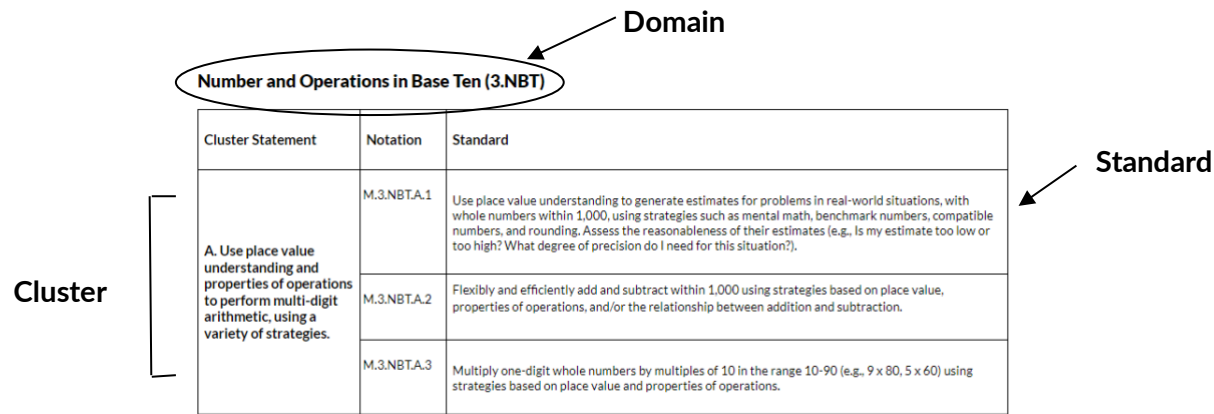 Domain
Number and Operations in Base Ten (3.NBT)
Cluster Statement
Notation
Standard
Standard
Cluster
A. Use place value
understanding and
properties of operations
to perform multi-digit
arithmetic, using a
variety of strategies.
M.3.NBT.A.1
Use place value understanding to generate estimates for problems in real-world situations, with
whole numbers within 1,000, using strategies such as mental math, benchmark numbers, compatible
numbers, and rounding. Assess the reasonableness of their estimates (e.g., Is my estimate too low or
too high? What degree of precision do I need for this situation?).
M.3.NBT.A.2
Flexibly and efficiently add and subtract within 1,000 using strategies based on place value,
properties of operations, and/or the relationship between addition and subtraction.
M.3.NBT.A.3
Multiply one-digit whole numbers by multiples of 10 in the range 10-90 (e.g., 9 x 80, 5 x 60) using
strategies based on place value and properties of operations.